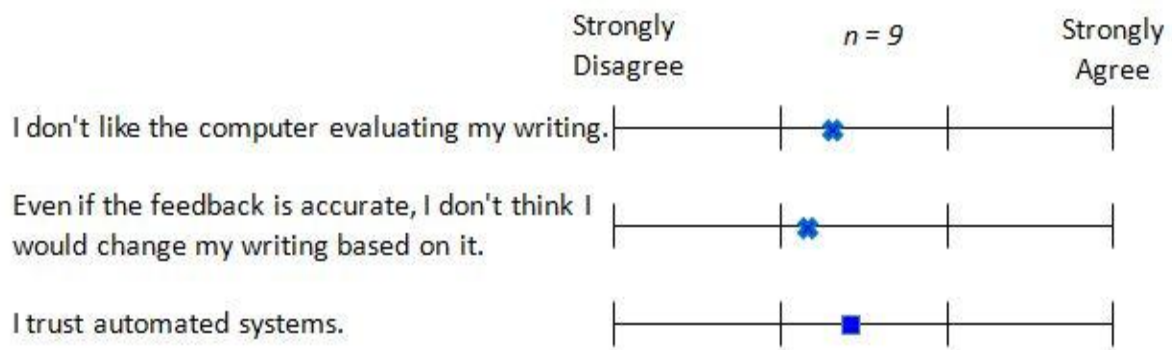 Strongly
Disagree
n = 9
Strongly
Agree
I don't like the computer evaluating my writing.
Even if the feedback is accurate, I don't think I
would change my writing based on it.
I trust automated systems.